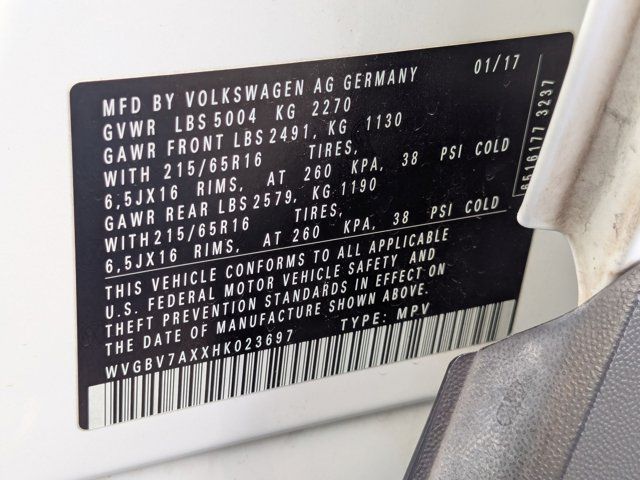 MFD BY VOLKSWAGEN AG GERMANY 01/17
GVWR LBS 5004 KG 2270
GAWR FRONT LBS 2491, KG 1130
WITH 215/65R16 TIRES,
6,5JX16 RIMS, AT 260 KPA, 38 PSI COLD
GAWR REAR LBS 2579, KG 1190
WITH 215/65R16 TIRES,
6,5JX16 RIMS, AT 260 KPA, 38 PSI COLD
THIS VEHICLE CONFORMS TO ALL APPLICABLE
U.S. FEDERAL MOTOR VEHICLE SAFETY AND
THEFT PREVENTION STANDARDS IN EFFECT ON
THE DATE OF MANUFACTURE SHOWN ABOVE.
WVGBV7AXXHK023697 TYPE: MPV
3237